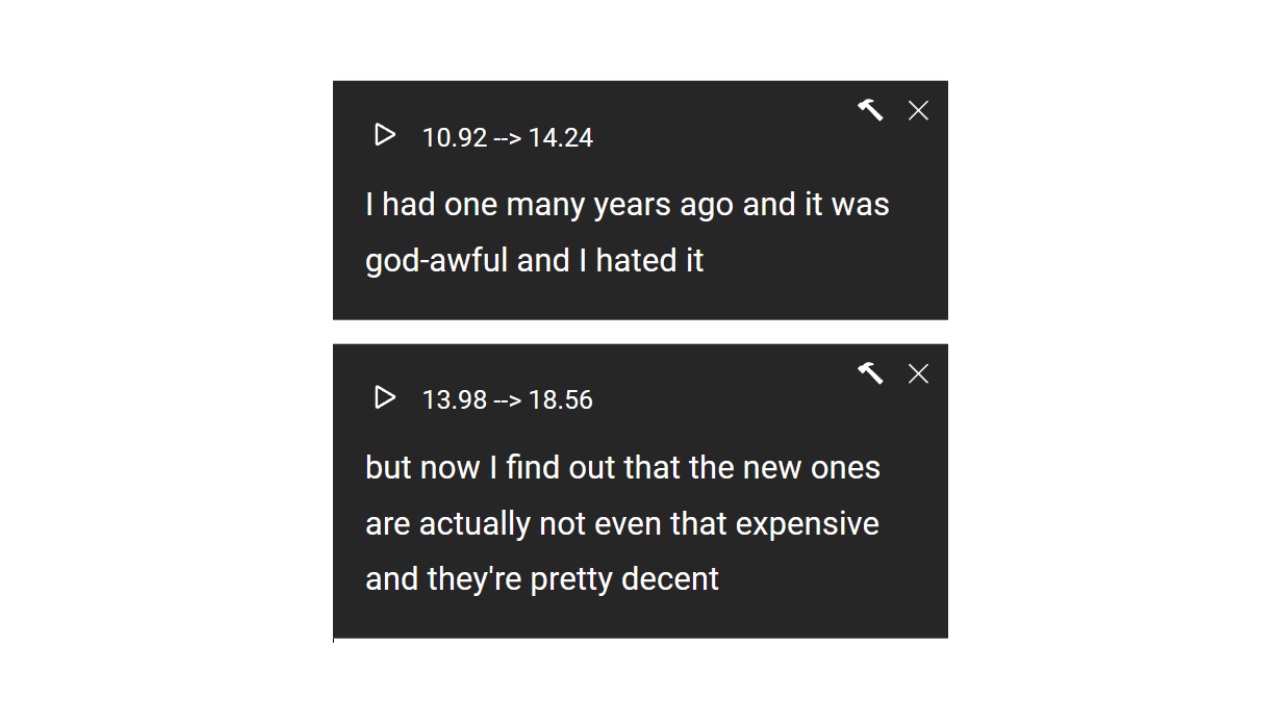 10.92 --> 14.24
I had one many years ago and it was
god-awful and I hated it
13.98 --> 18.56
but now I find out that the new ones
are actually not even that expensive
and they're pretty decent